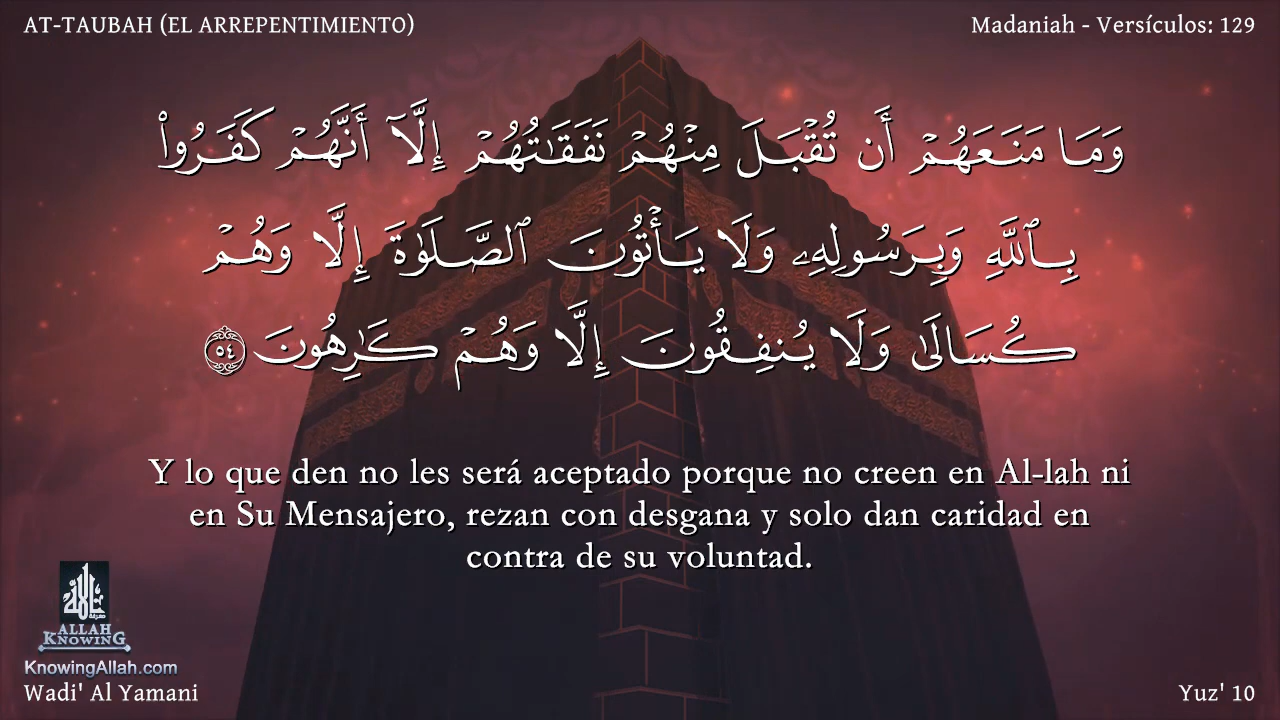 AT-TAUBAH (EL ARREPENTIMIENTO)
Madaniah - Versículos: 129
وَمَا مَنَعَهُمۡ أَن تُقۡبَلَ مِنۡهُمۡ نَفَقَٰتُهُمۡ إِلَّآ أَنَّهُمۡ كَفَرُواْ
بِٱللَّهِ وَبِرَسُولِهِۦ وَلَا يَأۡتُونَ ٱلصَّلَوٰةَ إِلَّا وَهُمۡ
كُسَالَىٰ وَلَا يُنفِقُونَ إِلَّا وَهُمۡ كَٰرِهُونَ ٥٤
Y lo que den no les será aceptado porque no creen en Al-lah ni
en Su Mensajero, rezan con desgana y solo dan caridad en
contra de su voluntad.
ALLAH
KNOWING
KnowingAllah.com
Wadi' Al Yamani
Yuz' 10